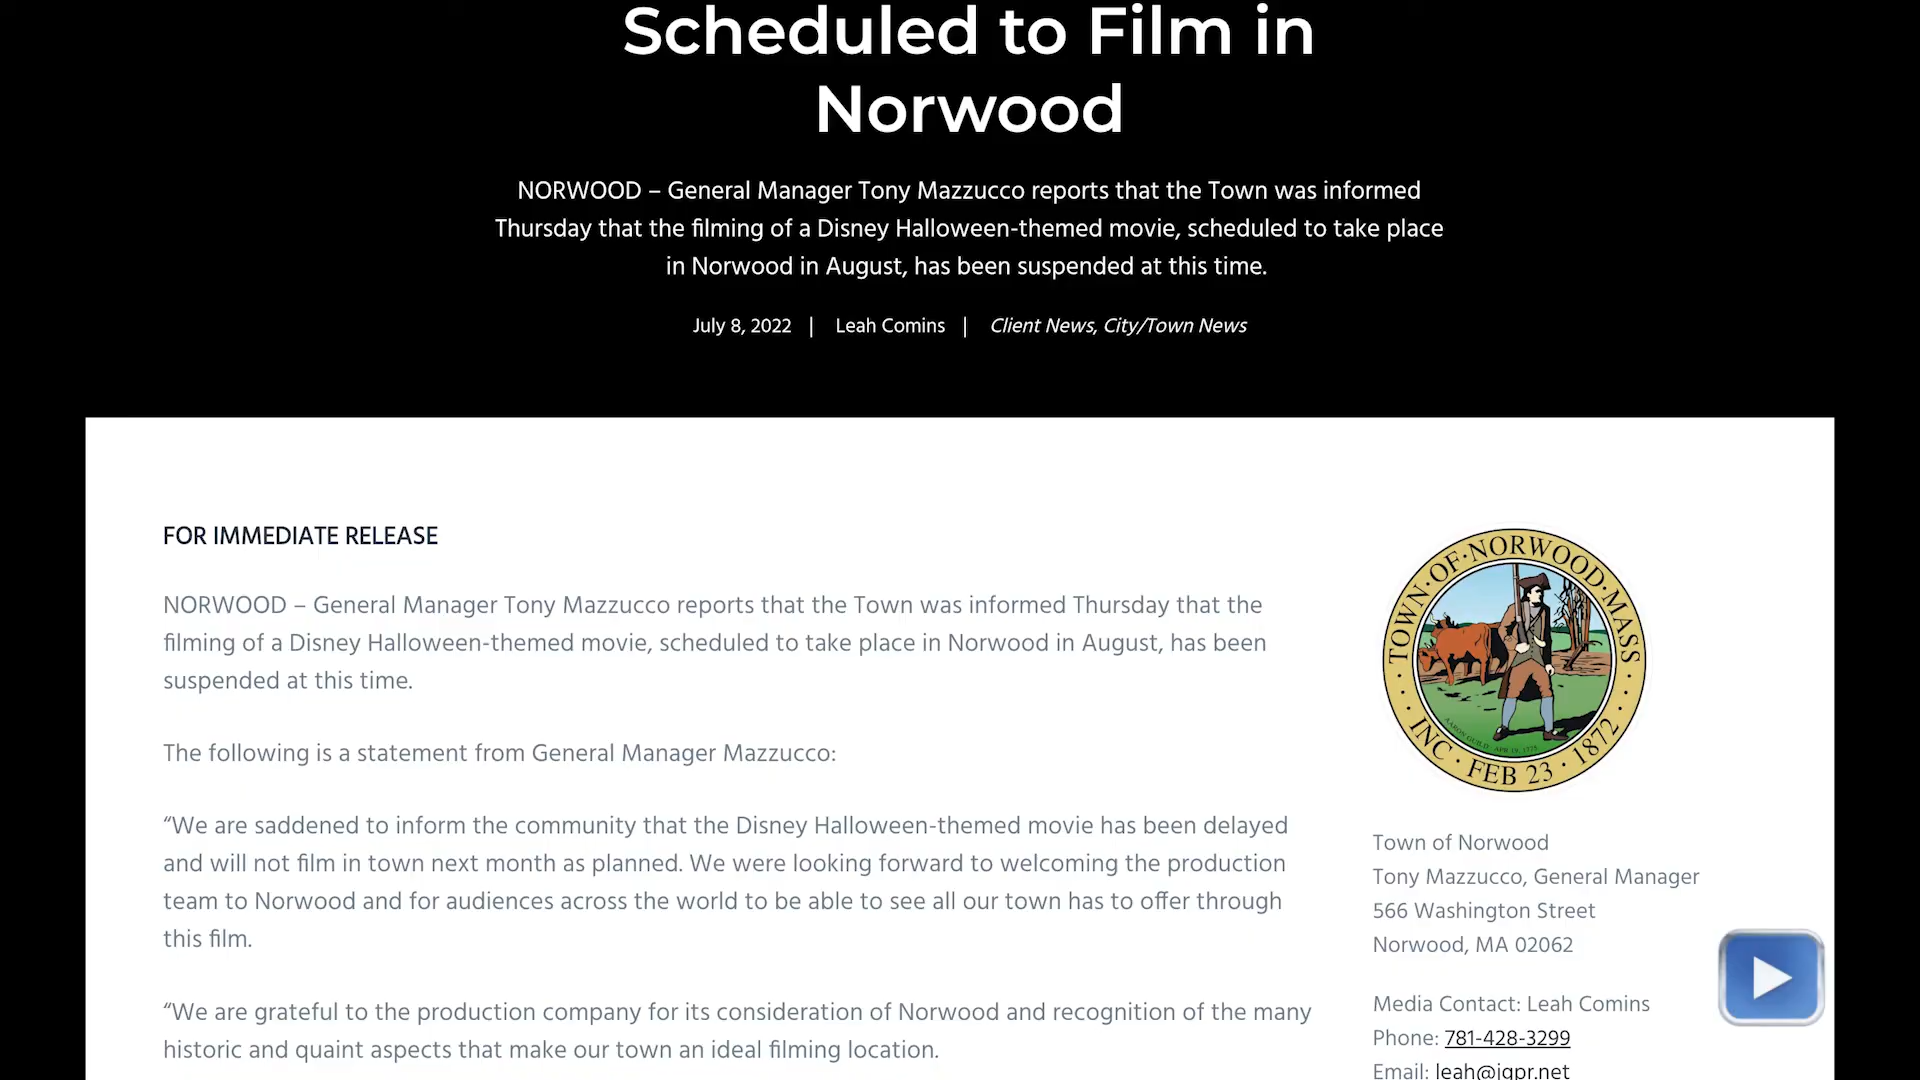 Scheduled to Film in
Norwood
NORWOOD – General Manager Tony Mazzucco reports that the Town was informed
Thursday that the filming of a Disney Halloween-themed movie, scheduled to take place
in Norwood in August, has been suspended at this time.
July 8, 2022 | Leah Comins | Client News, City/Town News
FOR IMMEDIATE RELEASE
NORWOOD – General Manager Tony Mazzucco reports that the Town was informed Thursday that the
filming of a Disney Halloween-themed movie, scheduled to take place in Norwood in August, has been
suspended at this time.
The following is a statement from General Manager Mazzucco:
“We are saddened to inform the community that the Disney Halloween-themed movie has been delayed
and will not film in town next month as planned. We were looking forward to welcoming the production
team to Norwood and for audiences across the world to be able to see all our town has to offer through
this film.
“We are grateful to the production company for its consideration of Norwood and recognition of the many
historic and quaint aspects that make our town an ideal filming location.
TOWN·OF·NORWOOD·MASS
AARON GUILD · APR 19, 1775
INC · FEB 23 · 1872
Town of Norwood
Tony Mazzucco, General Manager
566 Washington Street
Norwood, MA 02062
Media Contact: Leah Comins
Phone: 781-428-3299
Email: leah@jgpr.net